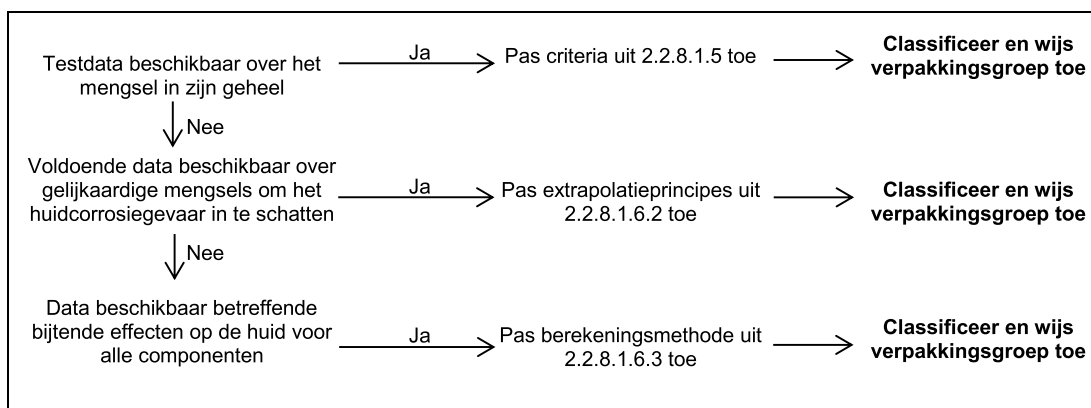 Testdata beschikbaar over het
mengsel in zijn geheel
Ja
Pas criteria uit 2.2.8.1.5 toe
Classificeer en wijs
verpakkingsgroep toe
Nee
Voldoende data beschikbaar over
gelijkaardige mengsels om het
huidcorrosiegevaar in te schatten
Ja
Pas extrapolatieprincipes uit
2.2.8.1.6.2 toe
Classificeer en wijs
verpakkingsgroep toe
Nee
Data beschikbaar betreffende
bijtende effecten op de huid voor
alle componenten
Ja
Pas berekeningsmethode uit
2.2.8.1.6.3 toe
Classificeer en wijs
verpakkingsgroep toe